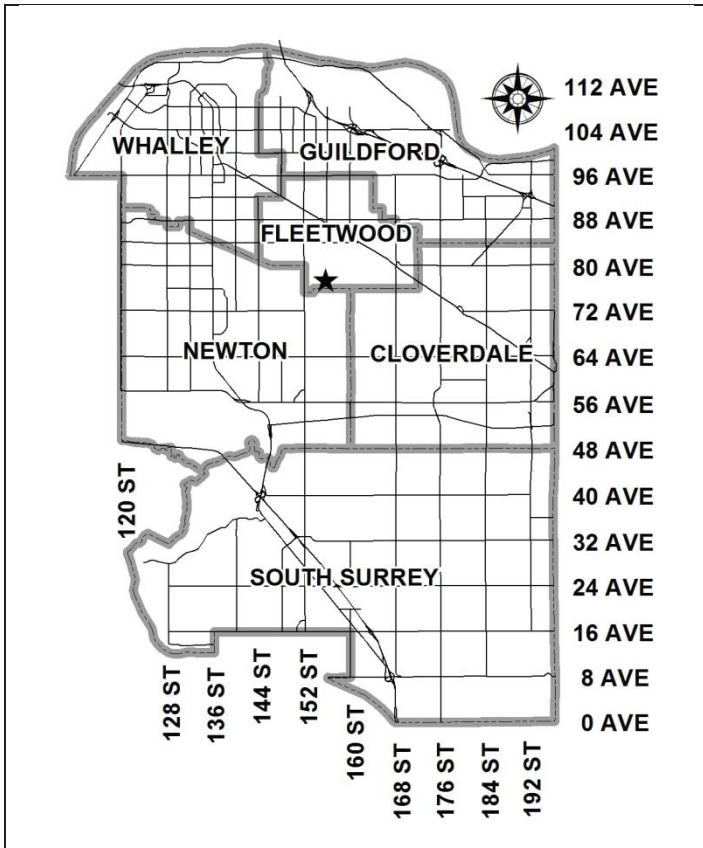 112 AVE
104 AVE
WHALLEY
GUILDFORD
96 AVE
88 AVE
FLEETWOOD
80 AVE
72 AVE
NEWTON
CLOVERDALE
64 AVE
56 AVE
48 AVE
120 ST
40 AVE
32 AVE
SOUTH SURREY
24 AVE
16 AVE
128 ST
136 ST
144 ST
152 ST
8 AVE
160 ST
0 AVE
168 ST
176 ST
184 ST
192 ST